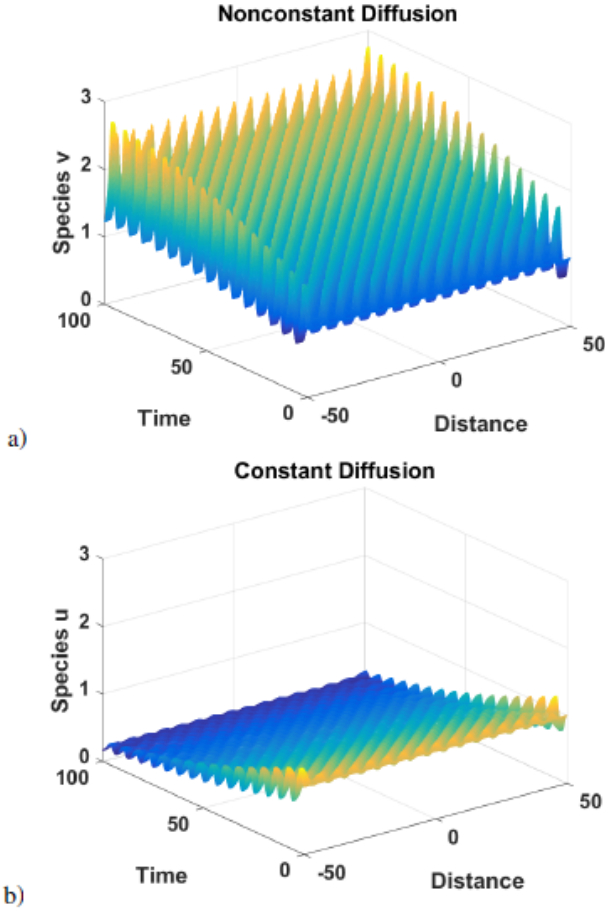 Nonconstant Diffusion
3
2
1
0
Species v
100
50
0
Time
-50
0
50
Distance
a)
Constant Diffusion
3
2
1
0
Species u
100
50
0
Time
-50
0
50
Distance
b)